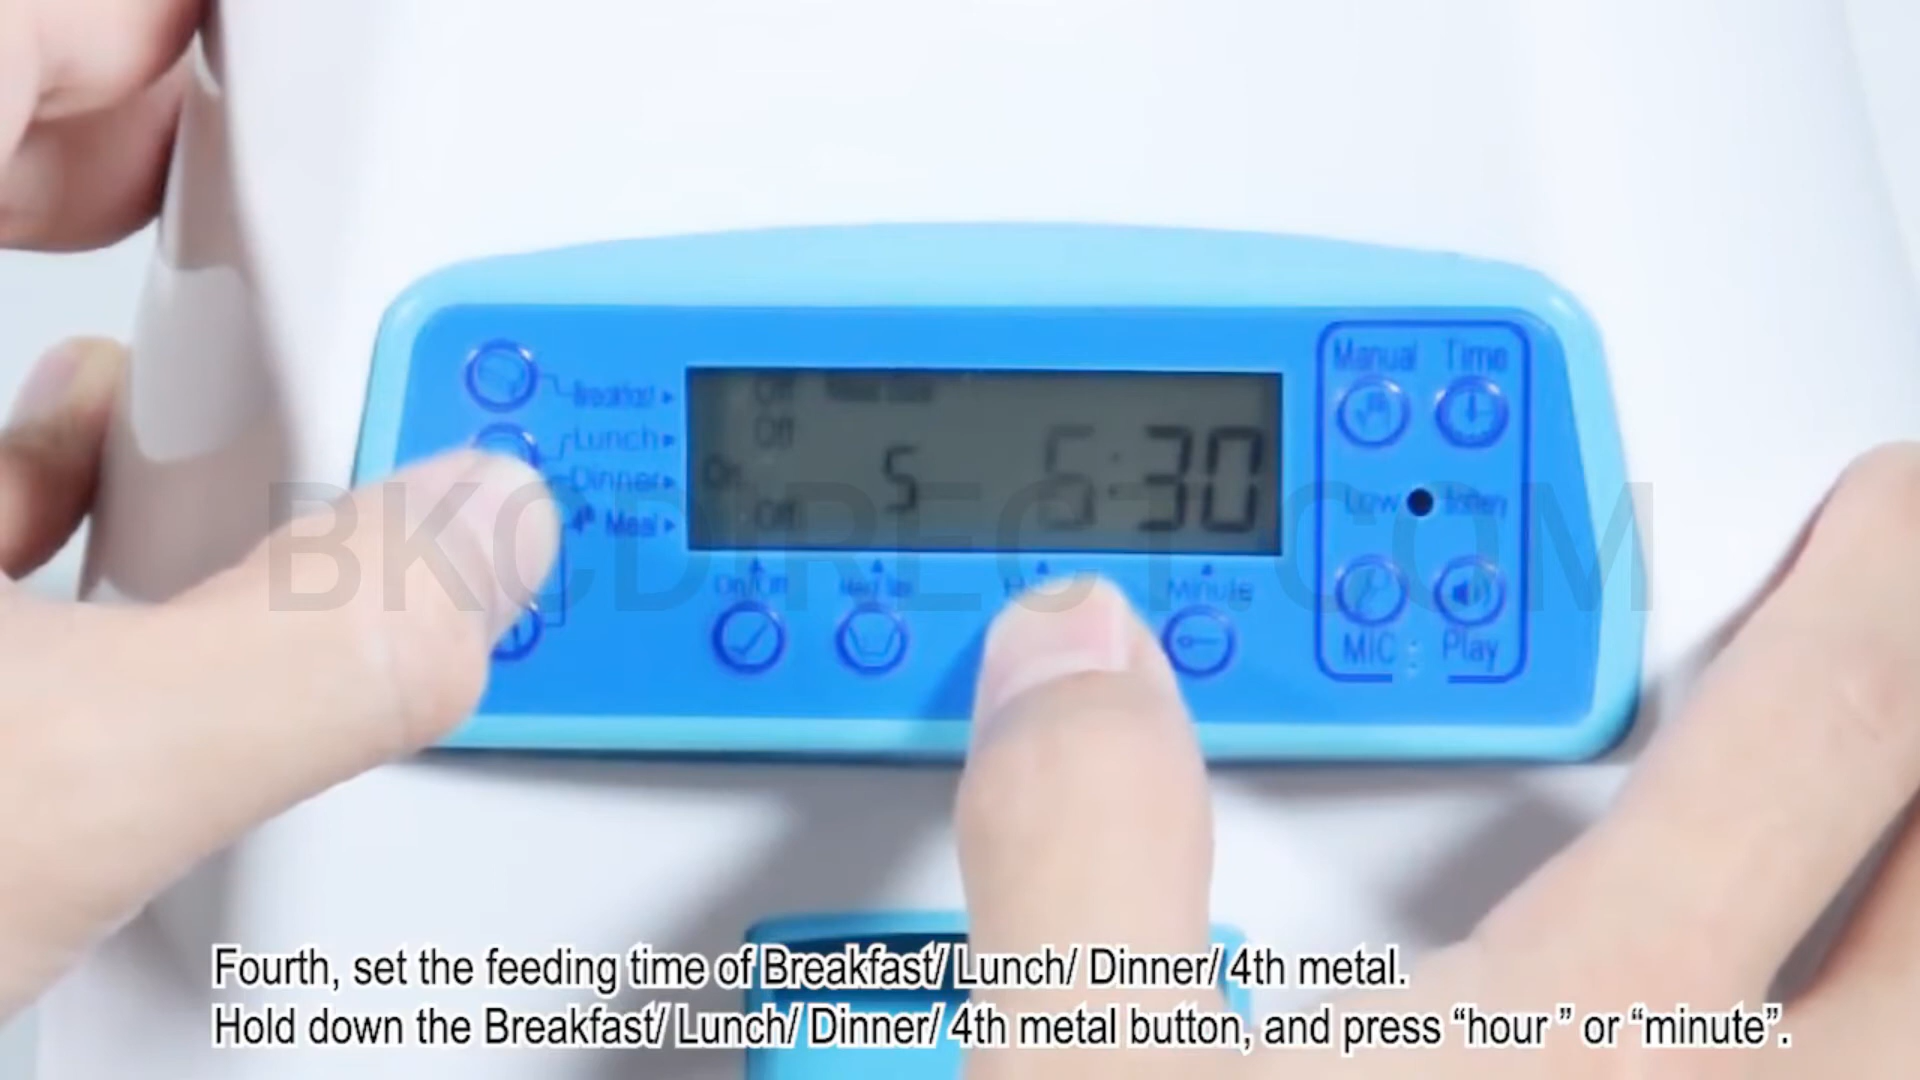 Manual Time
Breakfast
Off
Lunch
Off
Dinner
On
5
6:30
4th Meal
Off
Low Battery
On/Off
Minute
MIC Play
BKCDIRECT.COM
Fourth, set the feeding time of Breakfast/ Lunch/ Dinner/ 4th metal.
Hold down the Breakfast/ Lunch/ Dinner/ 4th metal button, and press “hour ” or “minute”.